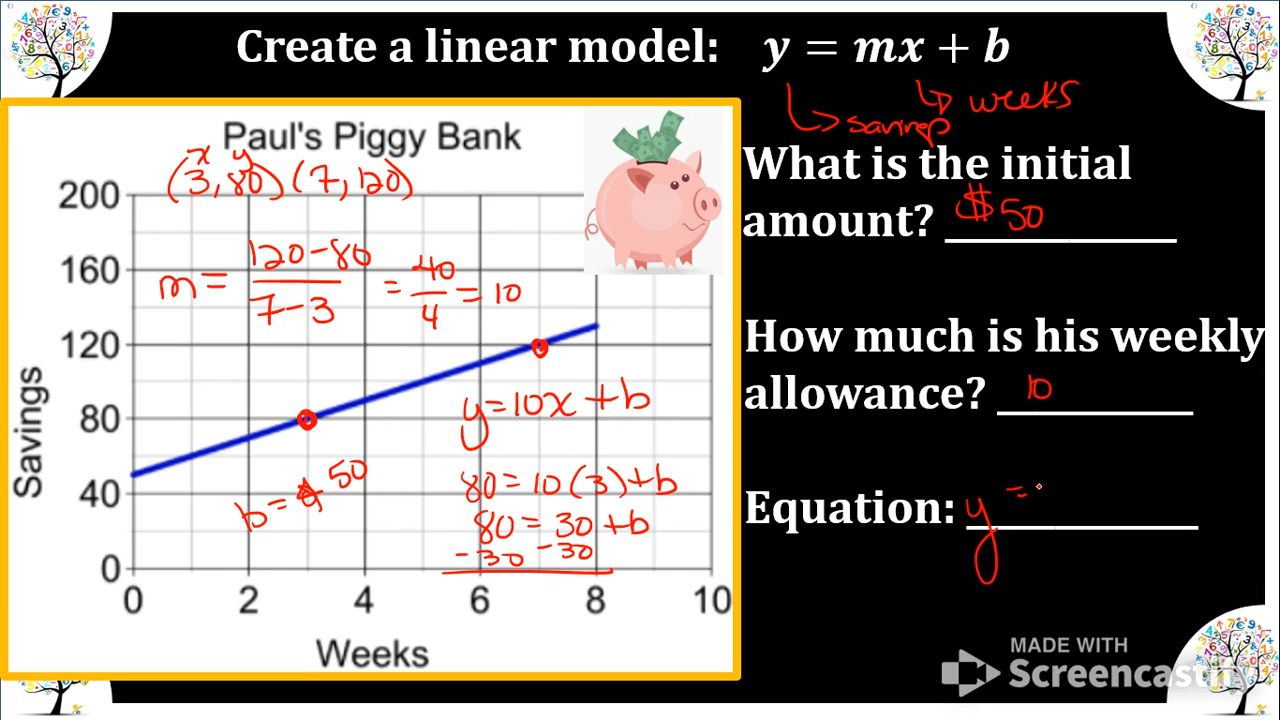 Create a linear model: y = mx + b
weeks
savings
Paul's Piggy Bank
x y
(3, 80) (7, 120)
m = 120-80 / 7-3 = 40/4 = 10
y = 10x + b
80 = 10(3) + b
80 = 30 + b
-30 -30
b = 50
200
160
120
80
40
0
0 2 4 6 8 10
Savings
Weeks
What is the initial
amount? $50
How much is his weekly
allowance? 10
Equation: y =
MADE WITH
Screencastify